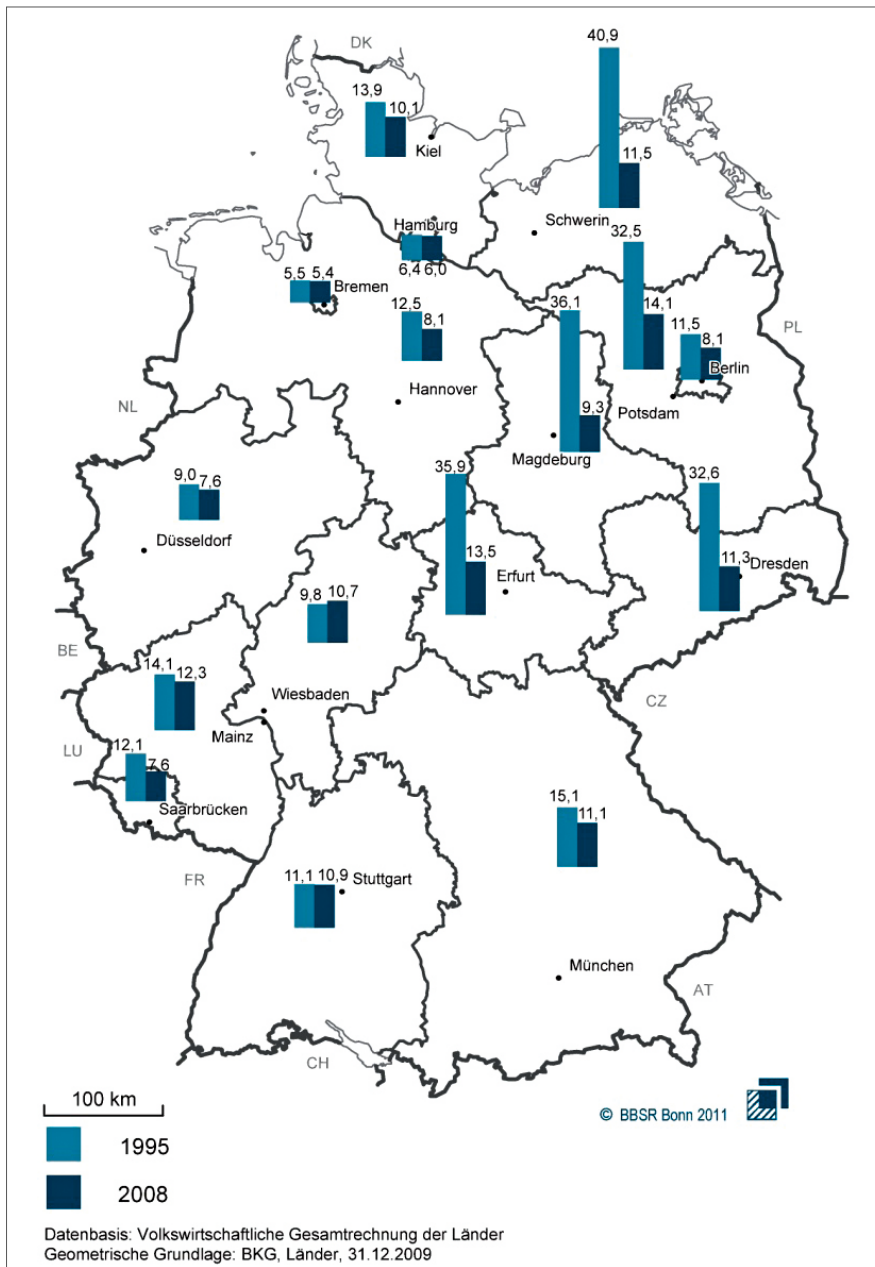 40,9
DK
13,9
10,1
Kiel
11,5
Schwerin
Hamburg
6,4 6,0
32,5
5,5 5,4
Bremen
12,5
8,1
36,1
14,1
11,5
8,1
PL
Berlin
Hannover
NL
Potsdam
9,3
Magdeburg
9,0
7,6
35,9
32,6
Düsseldorf
13,5
Erfurt
11,3
Dresden
9,8 10,7
BE
14,1
12,3
Wiesbaden
CZ
Mainz
LU
12,1
7,6
Saarbrücken
15,1
11,1
FR
11,1 10,9
Stuttgart
München
AT
CH
100 km
© BBSR Bonn 2011
1995
2008
Datenbasis: Volkswirtschaftliche Gesamtrechnung der Länder
Geometrische Grundlage: BKG, Länder, 31.12.2009